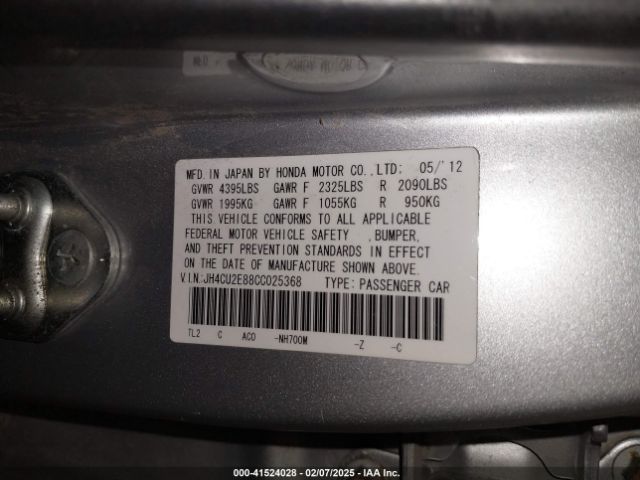 MFD. IN JAPAN BY HONDA MOTOR CO.,LTD: 05/'12
GVWR 4395LBS GAWR F 2325LBS R 2090LBS
GVWR 1995KG GAWR F 1055KG R 950KG
THIS VEHICLE CONFORMS TO ALL APPLICABLE
FEDERAL MOTOR VEHICLE SAFETY ,BUMPER,
AND THEFT PREVENTION STANDARDS IN EFFECT
ON THE DATE OF MANUFACTURE SHOWN ABOVE.
V.I.N:JH4CU2E88CC025368 TYPE: PASSENGER CAR
TL2 C ACO -NH700M -Z -C
000-41524028 - 02/07/2025 - IAA Inc.